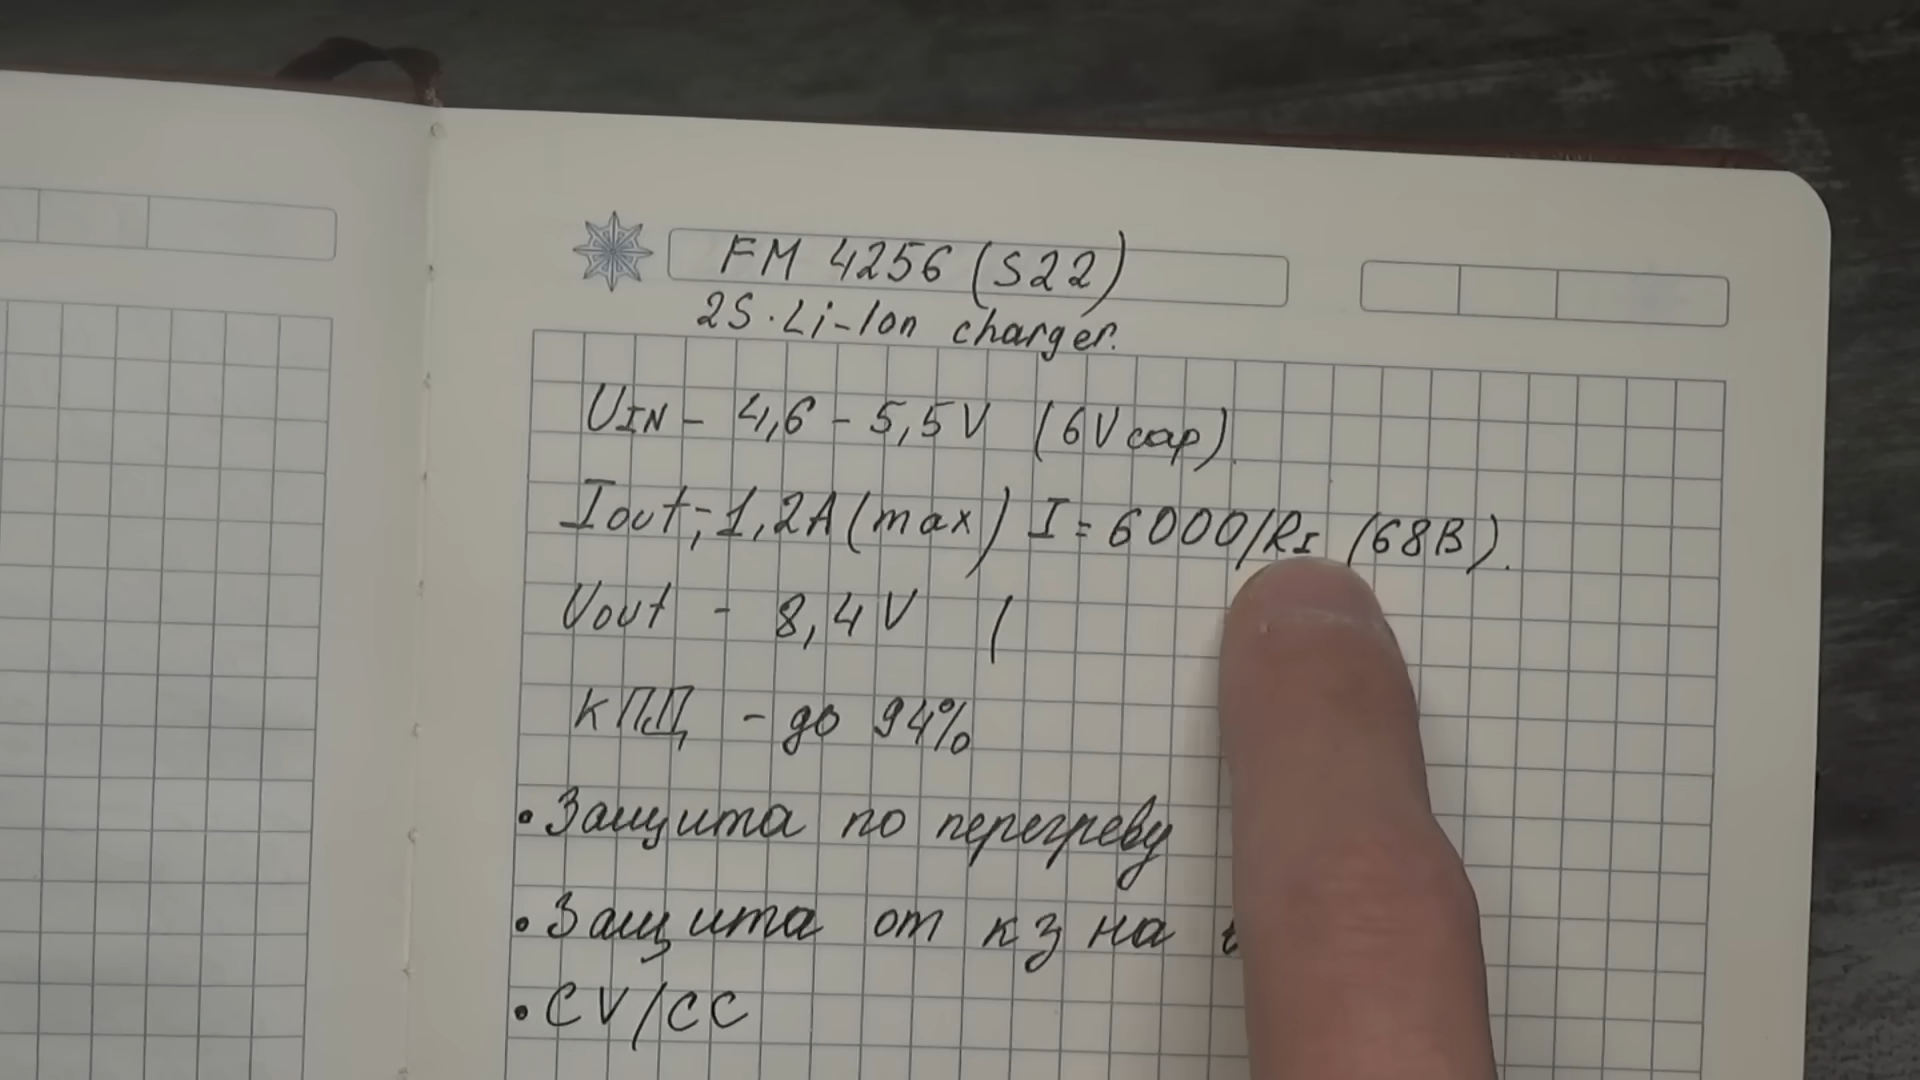 FM 4256 (S22)
2S. Li-Ion charger.
UIN - 4,6 - 5,5V (6V cap).
Iout; 1,2A (max) I = 6000/RI (68B).
Vout - 8,4V (
КПД - до 94%
• Защита по перегреву
• Защита от кз на
• CV/CC